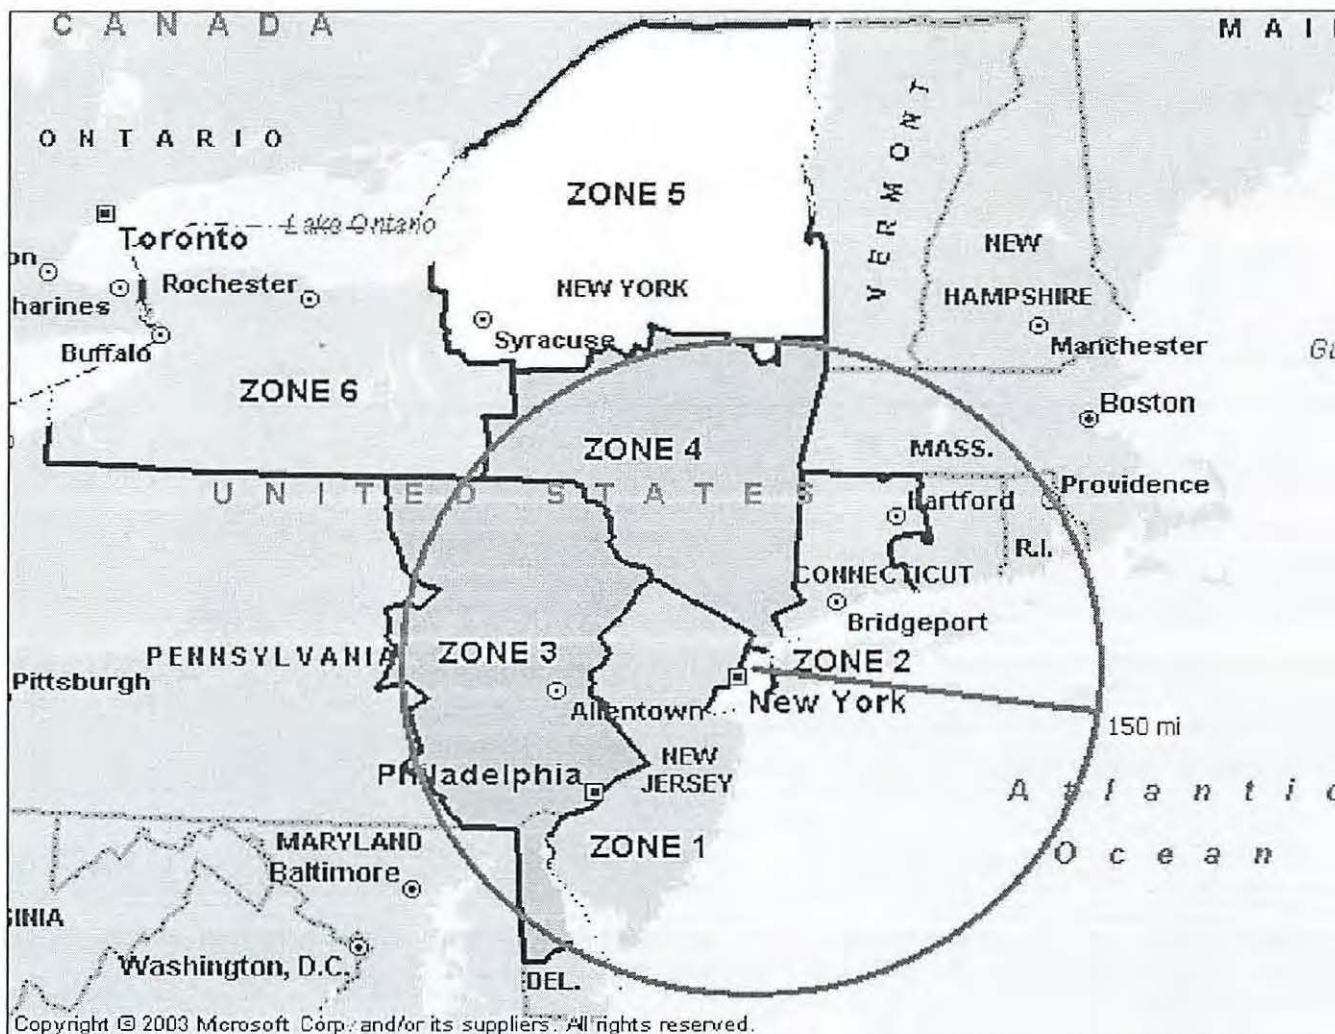 CANADA
MAI
ONTARIO
VERMONT
ZONE 5
Lake Ontario
Toronto
NEW
HAMPSHIRE
on
Rochester
NEW YORK
harines
Syracuse
Manchester
Buffalo
ZONE 6
Boston
ZONE 4
MASS.
UNITED STATES
Hartford
Providence
R.I.
CONNECTICUT
Bridgeport
PENNSYLVANIA
ZONE 3
ZONE 2
Pittsburgh
Allentown
New York
150 mi
NEW
JERSEY
Philadelphia
Atlantic
Ocean
MARYLAND
ZONE 1
Baltimore
GINIA
Washington, D.C.
DEL.
Copyright © 2003 Microsoft Corp. and/or its suppliers. All rights reserved.